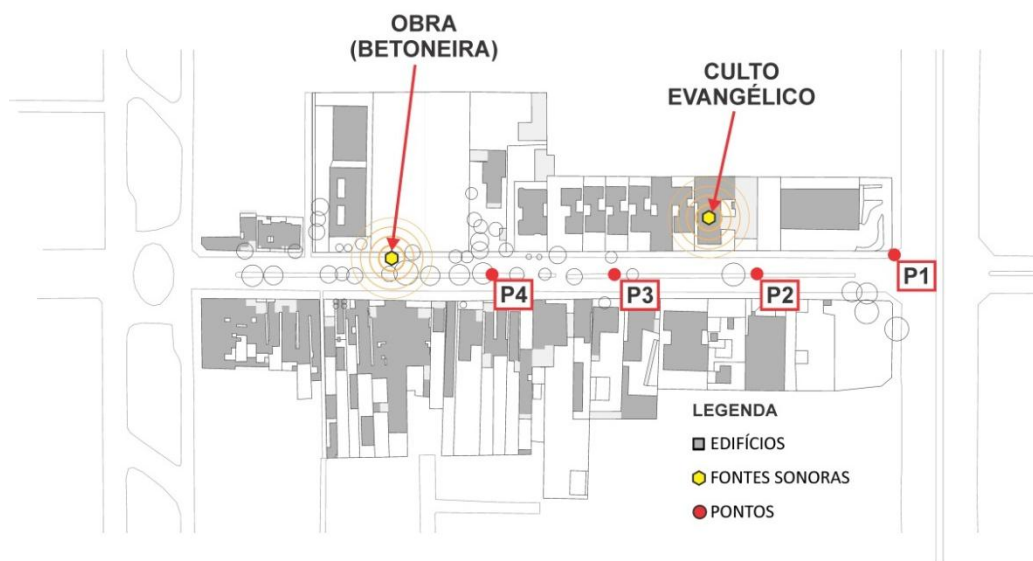 OBRA
(BETONEIRA)
CULTO
EVANGÉLICO
P1
P4
P3
P2
LEGENDA
EDIFÍCIOS
FONTES SONORAS
PONTOS